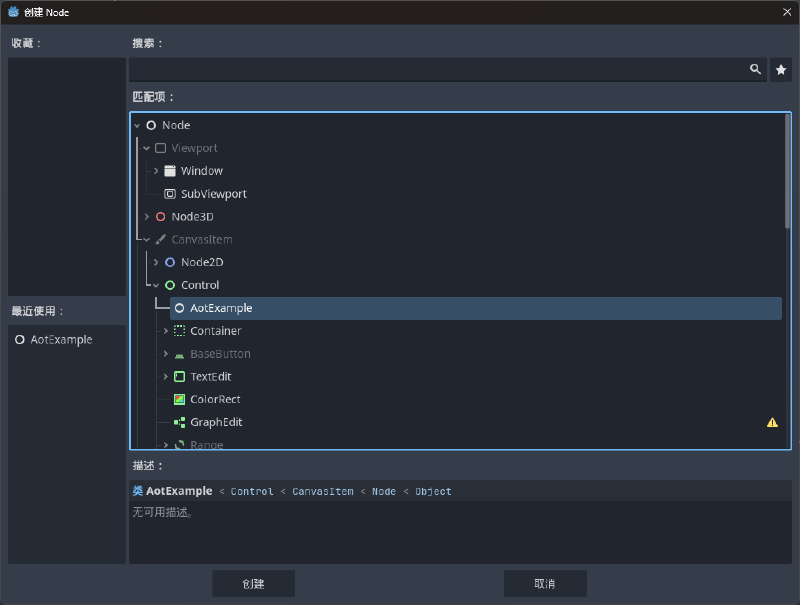 创建 Node
收藏：
搜索：
匹配项：
Node
Viewport
Window
SubViewport
Node3D
CanvasItem
Node2D
Control
AotExample
Container
BaseButton
TextEdit
ColorRect
GraphEdit
Range
最近使用：
AotExample
描述：
类 AotExample < Control < CanvasItem < Node < Object
无可用描述。
创建
取消